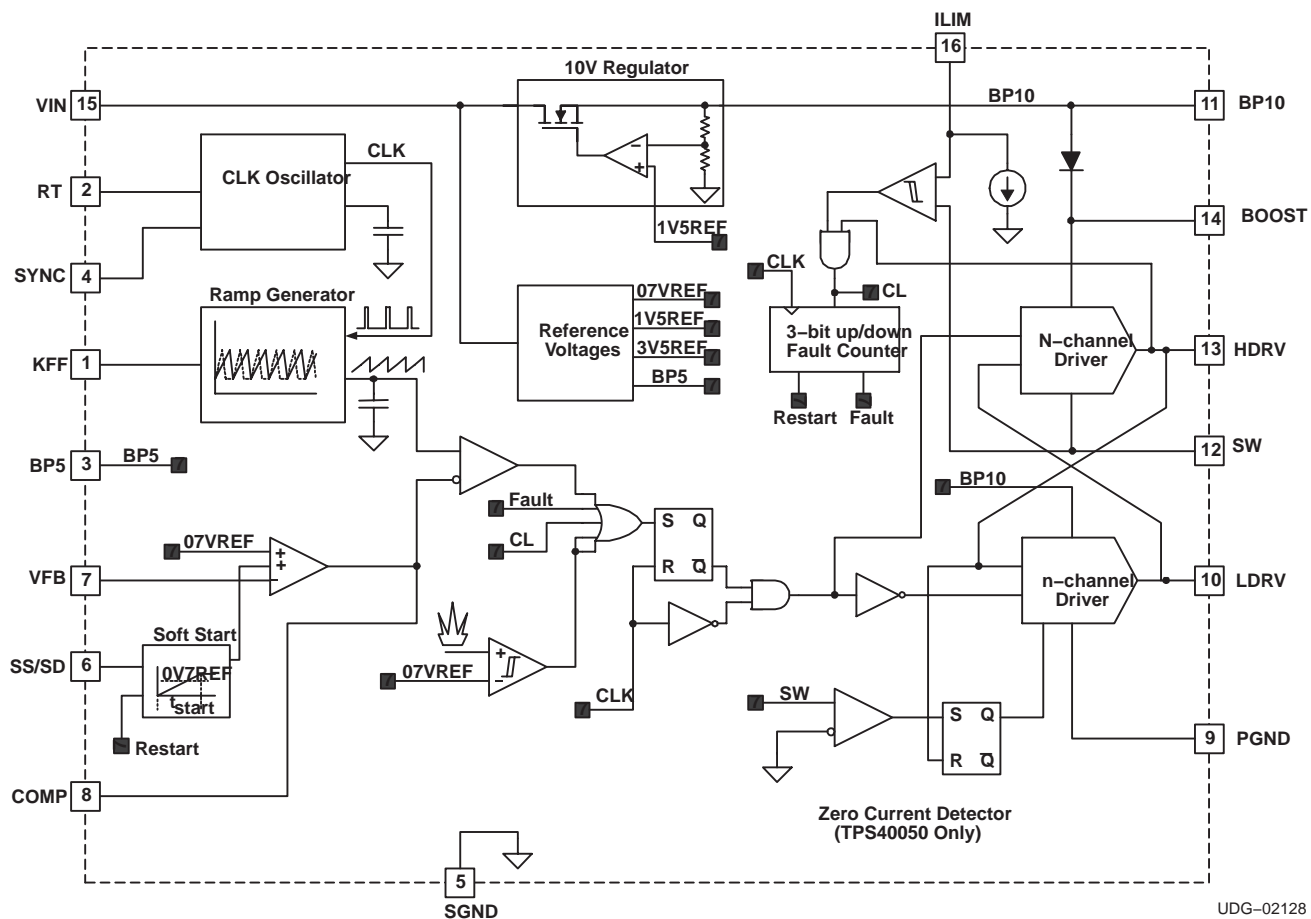 ILIM
16
10V Regulator
VIN 15
BP10
11 BP10
CLK
CLK Oscillator
RT 2
1V5REF
14 BOOST
SYNC 4
CLK
07VREF
CL
Ramp Generator
1V5REF
Reference
Voltages
3-bit up/down
Fault Counter
N-channel
Driver
KFF 1
3V5REF
13 HDRV
BP5
Restart
Fault
BP5 3
BP5
12 SW
BP10
Fault
S Q
CL
07VREF
+
+
-
R Q
VFB 7
n-channel
Driver
10 LDRV
Soft Start
SS/SD 6
0V7REF
tstart
07VREF
+
-
CLK
SW
S Q
Restart
R Q
9 PGND
COMP 8
Zero Current Detector
(TPS40050 Only)
5
SGND
UDG-02128